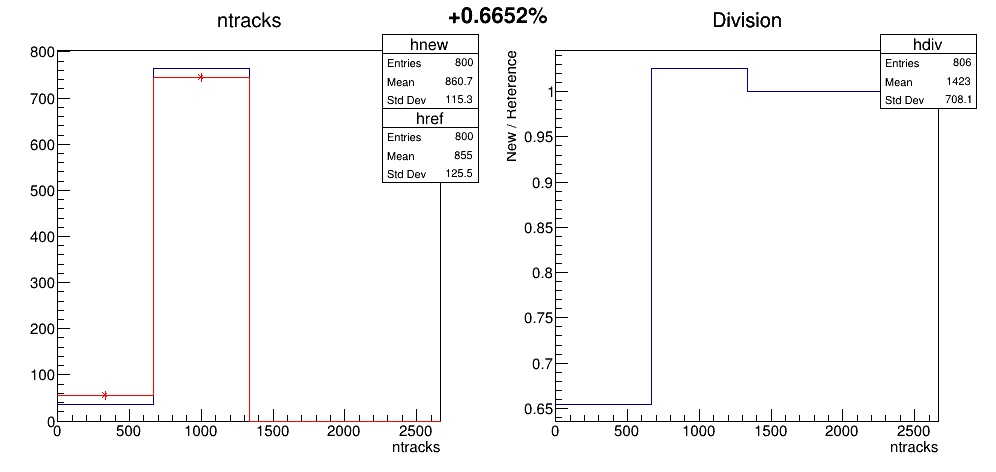 +0.6652%
ntracks
hnew
Entries 800
Mean 860.7
Std Dev 115.3
href
Entries 800
Mean 855
Std Dev 125.5
800
700
600
500
400
300
200
100
0
0 500 1000 1500 2000 2500
ntracks
Division
hdiv
Entries 806
Mean 1423
Std Dev 708.1
New / Reference
1
0.95
0.9
0.85
0.8
0.75
0.7
0.65
0 500 1000 1500 2000 2500
ntracks